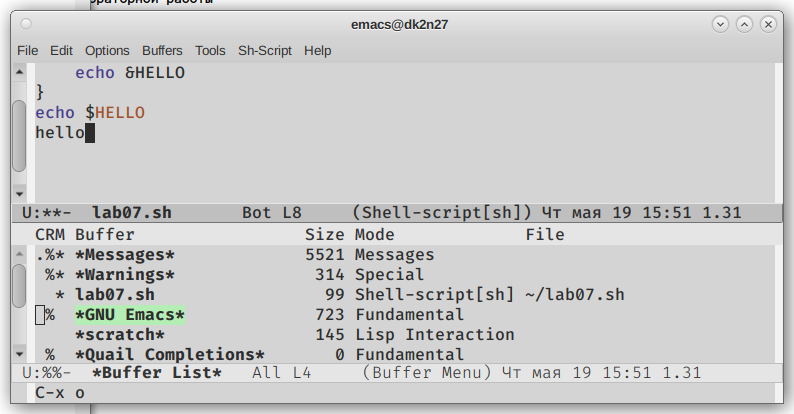 раторной работы
emacs@dk2n27
File Edit Options Buffers Tools Sh-Script Help
echo &HELLO
}
echo $HELLO
hello
U:**- lab07.sh Bot L8 (Shell-script[sh]) Чт мая 19 15:51 1.31
CRM Buffer Size Mode File
.%* *Messages* 5521 Messages
%* *Warnings* 314 Special
* lab07.sh 99 Shell-script[sh] ~/lab07.sh
% *GNU Emacs* 723 Fundamental
*scratch* 145 Lisp Interaction
% *Quail Completions* 0 Fundamental
U:%%- *Buffer List* All L4 (Buffer Menu) Чт мая 19 15:51 1.31
C-x o